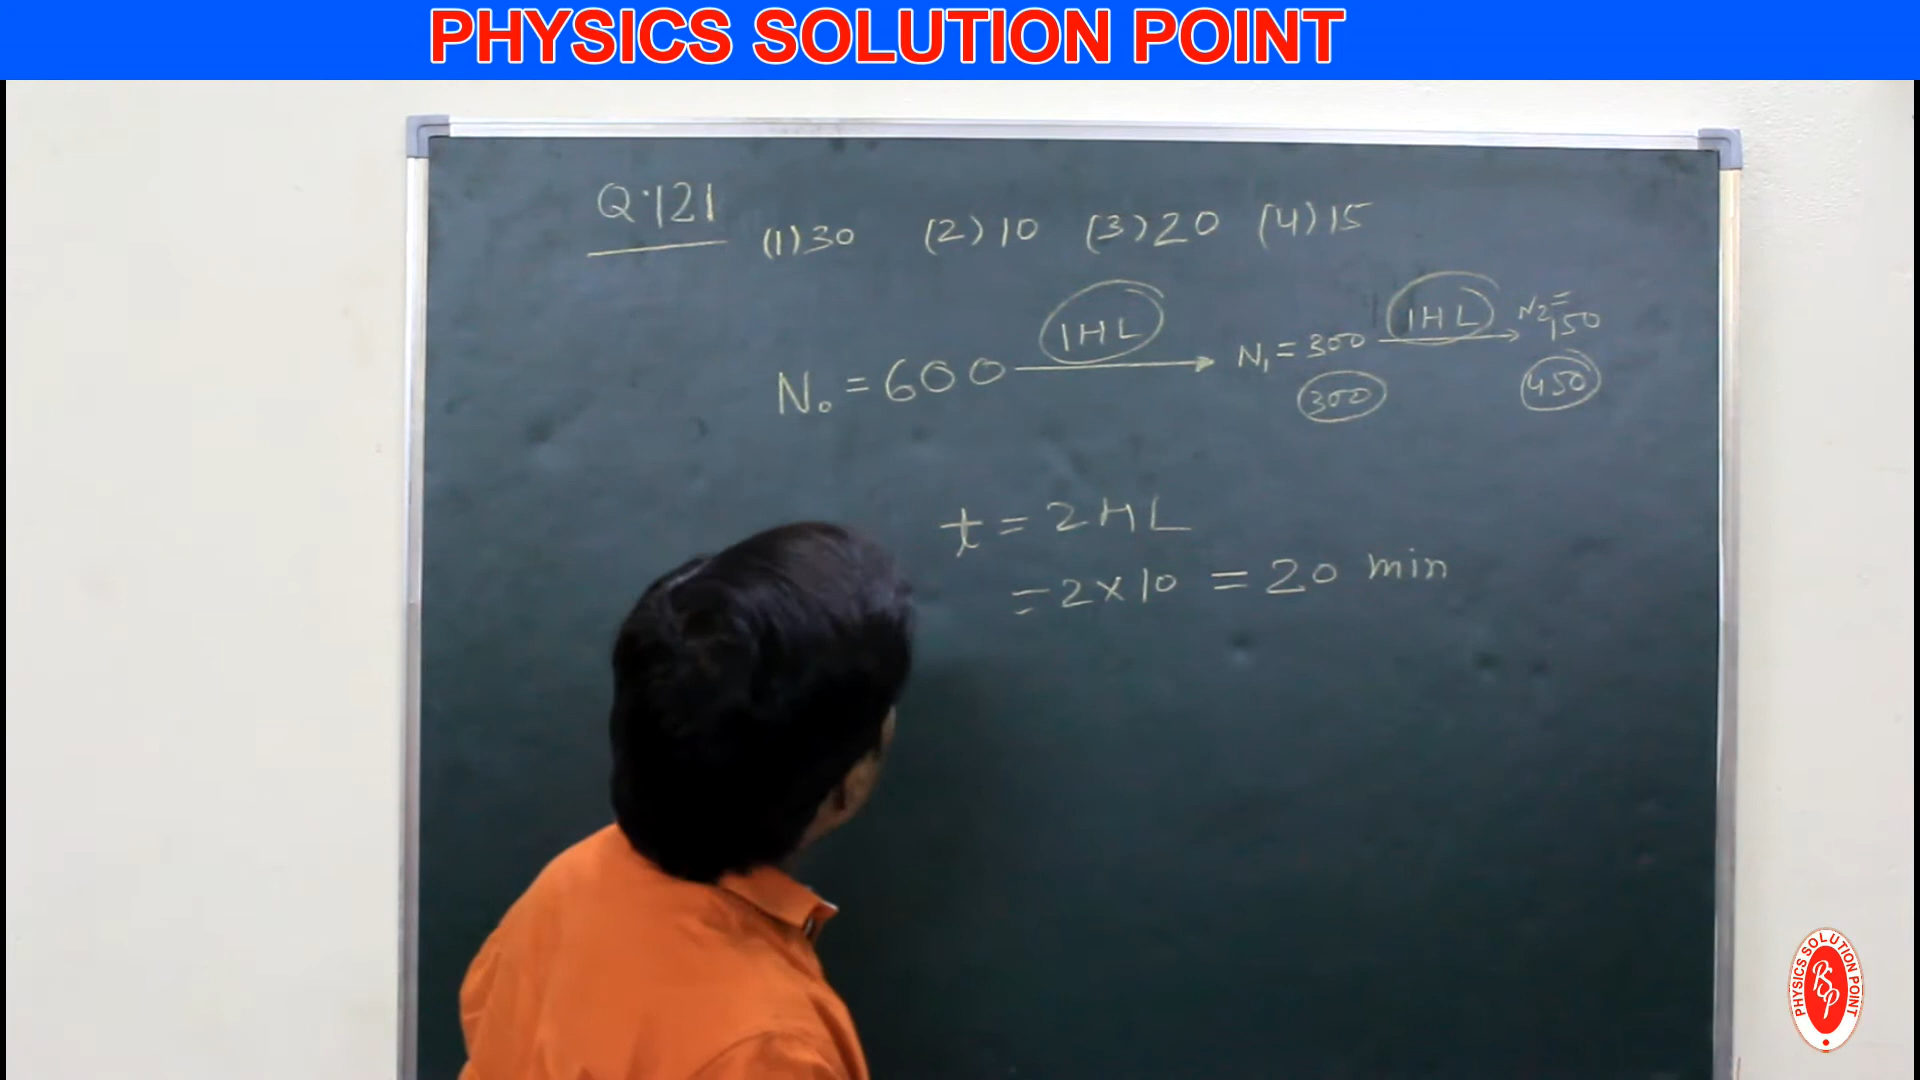 PHYSICS SOLUTION POINT
Q.121
(1) 30 (2) 10 (3) 20 (4) 15
N₀ = 600 1HL N₁ = 300 1HL N₂ = 150
300 450
t = 2HL
= 2 × 10 = 20 min
PHYSICS SOLUTION POINT
PSP